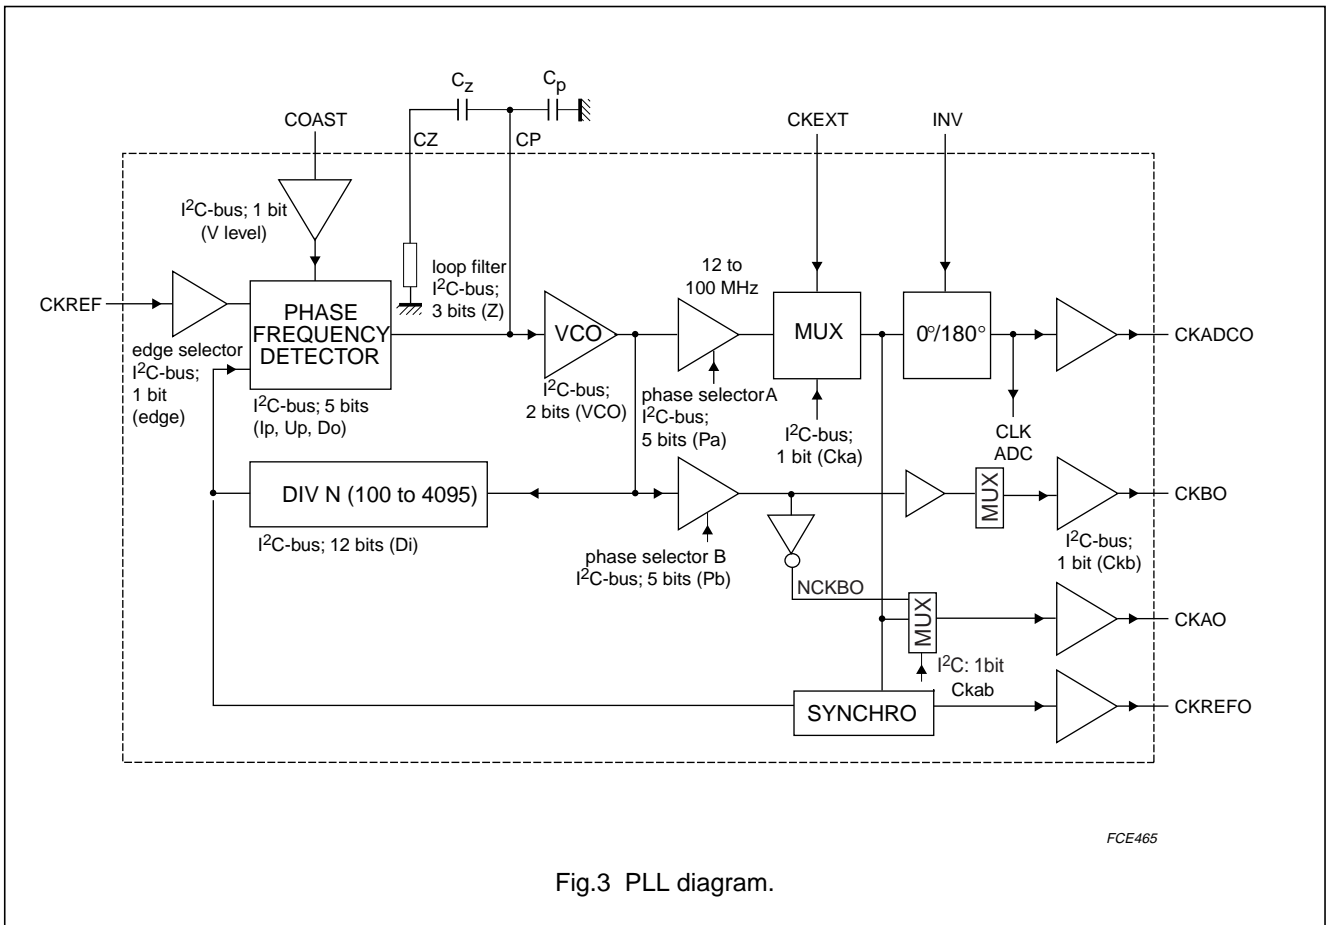 Cz
Cp
COAST
CZ
CP
CKEXT
INV
I2C-bus; 1 bit
(V level)
loop filter
I2C-bus;
3 bits (Z)
12 to
100 MHz
CKREF
PHASE
FREQUENCY
DETECTOR
VCO
MUX
0°/180°
CKADCO
edge selector
I2C-bus;
1 bit
(edge)
I2C-bus; 5 bits
(Ip, Up, Do)
I2C-bus;
2 bits (VCO)
phase selector A
I2C-bus;
5 bits (Pa)
I2C-bus;
1 bit (Cka)
CLK
ADC
DIV N (100 to 4095)
I2C-bus; 12 bits (Di)
phase selector B
I2C-bus; 5 bits (Pb)
MUX
CKBO
I2C-bus;
1 bit (Ckb)
NCKBO
MUX
CKAO
I2C: 1bit
Ckab
SYNCHRO
CKREFO
FCE465
Fig.3 PLL diagram.